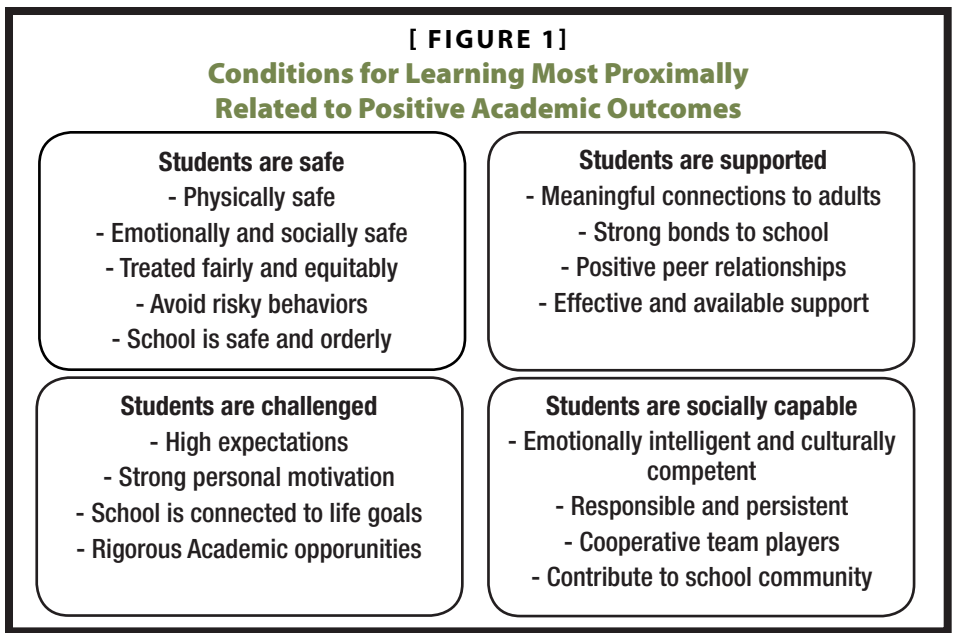 [ FIGURE 1]
Conditions for Learning Most Proximally
Related to Positive Academic Outcomes
Students are safe
- Physically safe
- Emotionally and socially safe
- Treated fairly and equitably
- Avoid risky behaviors
- School is safe and orderly
Students are supported
- Meaningful connections to adults
- Strong bonds to school
- Positive peer relationships
- Effective and available support
Students are challenged
- High expectations
- Strong personal motivation
- School is connected to life goals
- Rigorous Academic opporunities
Students are socially capable
- Emotionally intelligent and culturally
competent
- Responsible and persistent
- Cooperative team players
- Contribute to school community